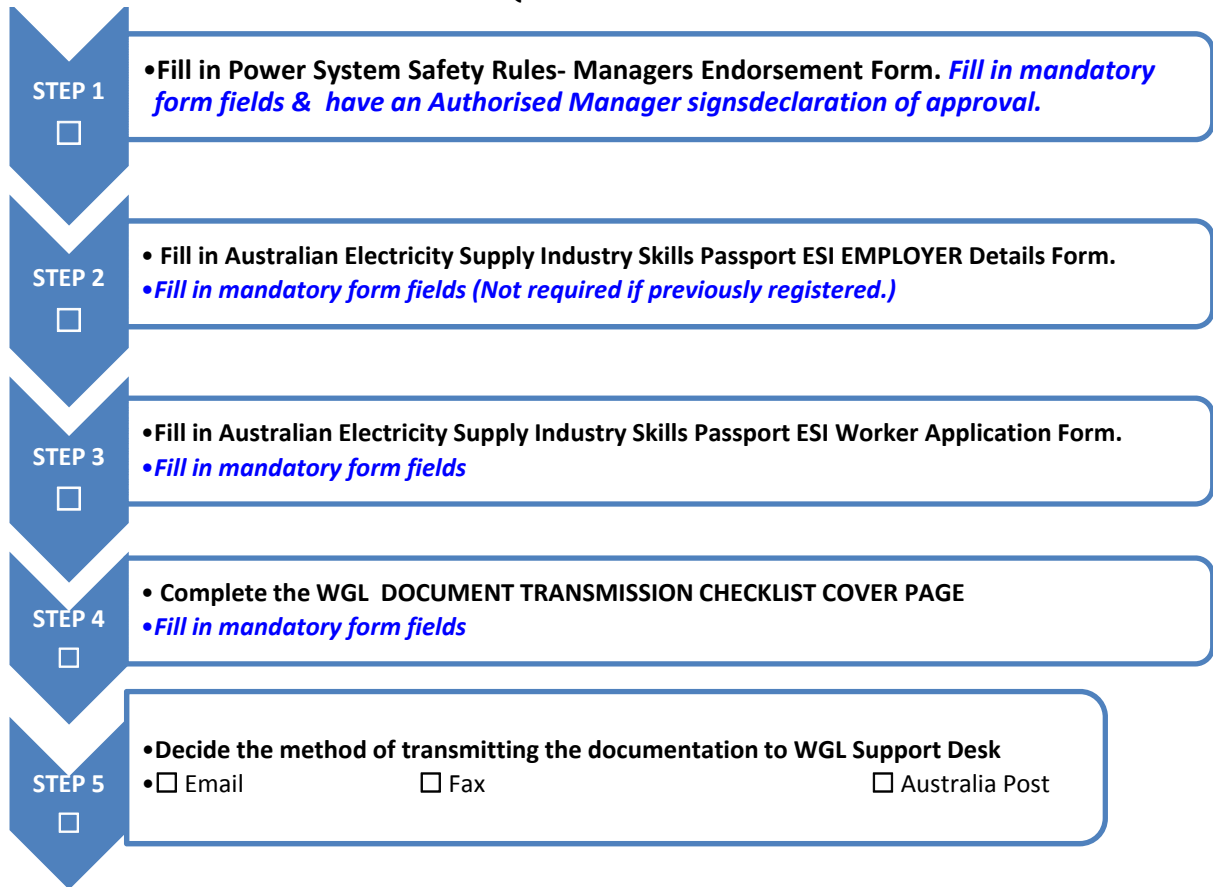 STEP 1
☐
•Fill in Power System Safety Rules- Managers Endorsement Form. Fill in mandatory
form fields & have an Authorised Manager signsdeclaration of approval.
STEP 2
☐
• Fill in Australian Electricity Supply Industry Skills Passport ESI EMPLOYER Details Form.
•Fill in mandatory form fields (Not required if previously registered.)
STEP 3
☐
•Fill in Australian Electricity Supply Industry Skills Passport ESI Worker Application Form.
•Fill in mandatory form fields
STEP 4
☐
• Complete the WGL DOCUMENT TRANSMISSION CHECKLIST COVER PAGE
•Fill in mandatory form fields
STEP 5
☐
•Decide the method of transmitting the documentation to WGL Support Desk
•☐ Email ☐ Fax ☐ Australia Post